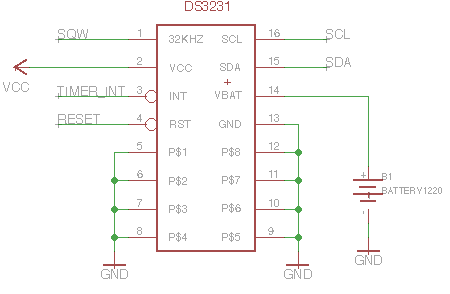 DS3231
SQW 1 32KHZ SCL 16 SCL
2 VCC SDA 15 SDA
VCC
TIMER_INT 3 INT VBAT 14
RESET 4 RST GND 13
5 P$1 P$8 12
6 P$2 P$7 11
7 P$3 P$6 10
8 P$4 P$5 9
+ B1
BATTERY1220
-
GND GND GND